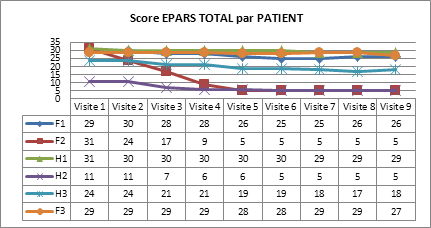 Score EPARS TOTAL par PATIENT
35
30
25
20
15
10
5
0
Visite 1 Visite 2 Visite 3 Visite 4 Visite 5 Visite 6 Visite 7 Visite 8 Visite 9
F1 29 30 28 28 26 25 25 26 26
F2 31 24 17 9 5 5 5 5 5
H1 31 30 30 30 30 30 29 29 29
H2 11 11 7 6 6 5 5 5 5
H3 24 24 21 21 19 19 18 17 18
F3 29 29 29 29 28 28 29 29 27